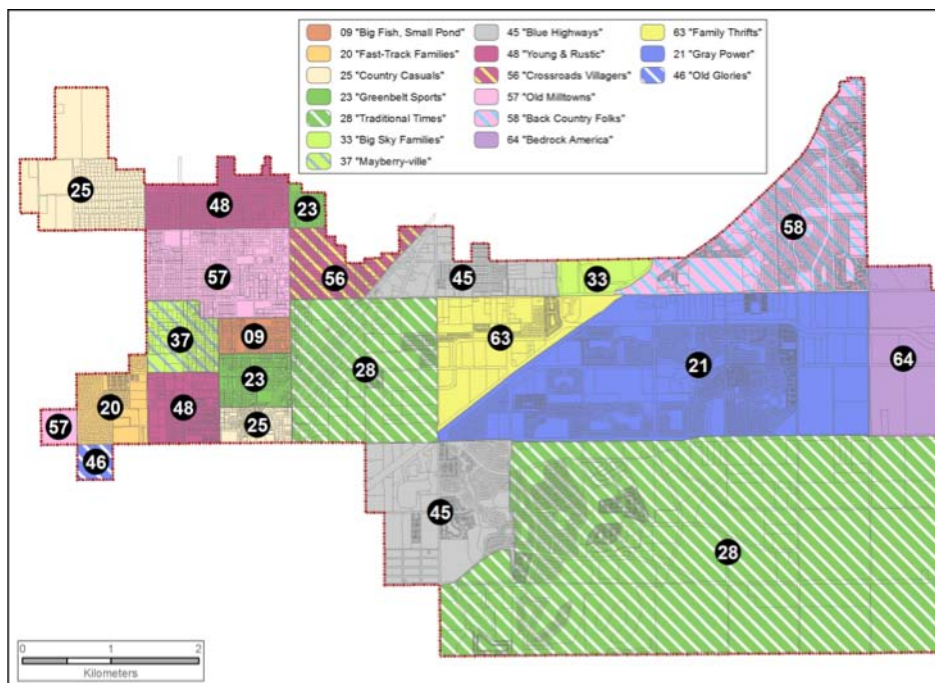 09 "Big Fish, Small Pond"
20 "Fast-Track Families"
25 "Country Casuals"
23 "Greenbelt Sports"
28 "Traditional Times"
33 "Big Sky Families"
37 "Mayberry-ville"
45 "Blue Highways"
48 "Young & Rustic"
56 "Crossroads Villagers"
57 "Old Milltowns"
58 "Back Country Folks"
64 "Bedrock America"
63 "Family Thrifts"
21 "Gray Power"
46 "Old Glories"
25
48
23
58
57
56
45
33
37
09
63
28
21
64
20
23
48
25
57
46
45
28
0 1 2
Kilometers